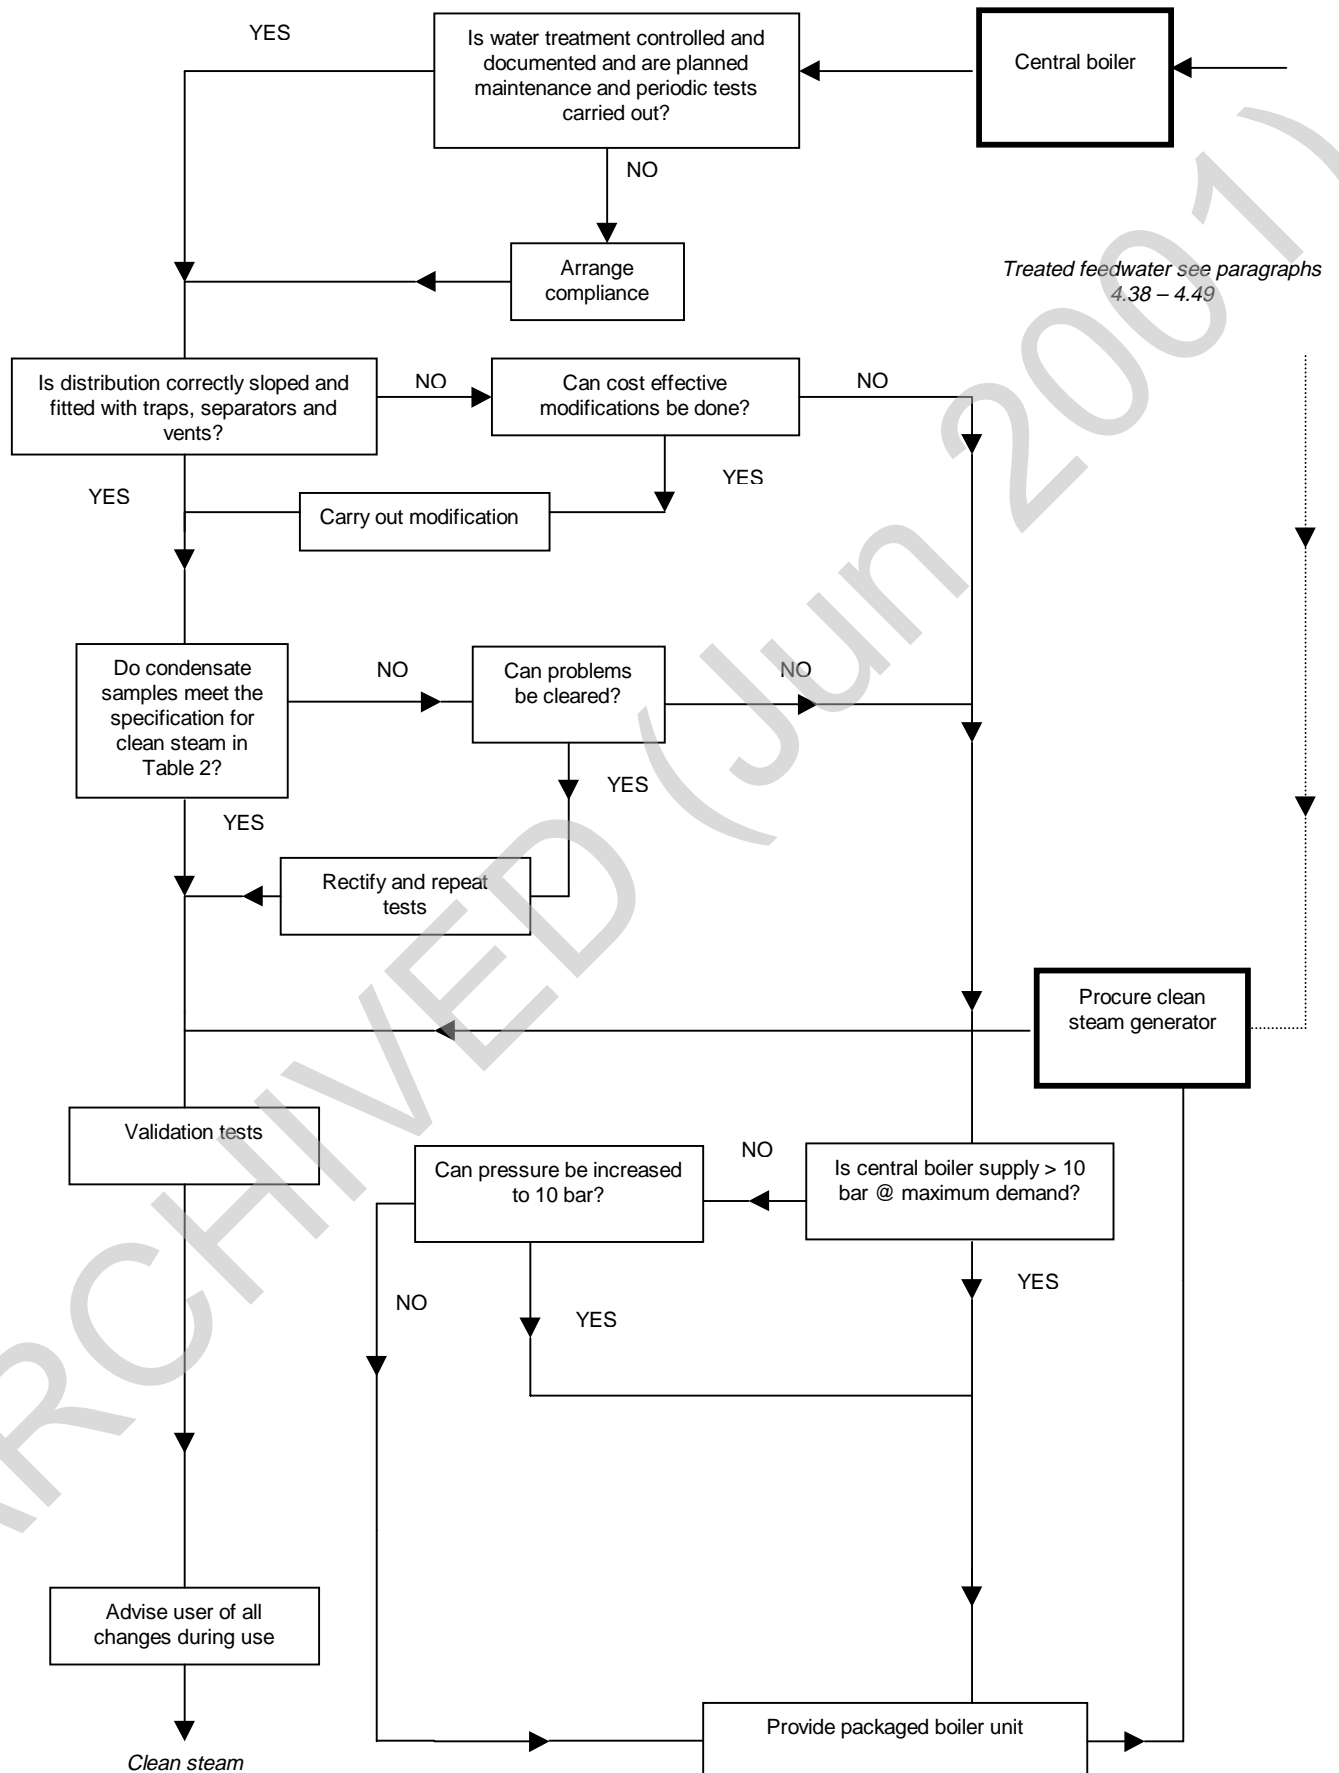 YES
Is water treatment controlled and
documented and are planned
maintenance and periodic tests
carried out?
Central boiler
NO
Arrange
compliance
Treated feedwater see paragraphs
4.38 – 4.49
Is distribution correctly sloped and
fitted with traps, separators and
vents?
NO
Can cost effective
modifications be done?
NO
YES
YES
Carry out modification
Do condensate
samples meet the
specification for
clean steam in
Table 2?
NO
Can problems
be cleared?
NO
YES
YES
Rectify and repeat
tests
Procure clean
steam generator
Validation tests
Can pressure be increased
to 10 bar?
NO
Is central boiler supply > 10
bar @ maximum demand?
NO
YES
YES
Advise user of all
changes during use
Provide packaged boiler unit
Clean steam
ARCHIVED (Jun 2001)